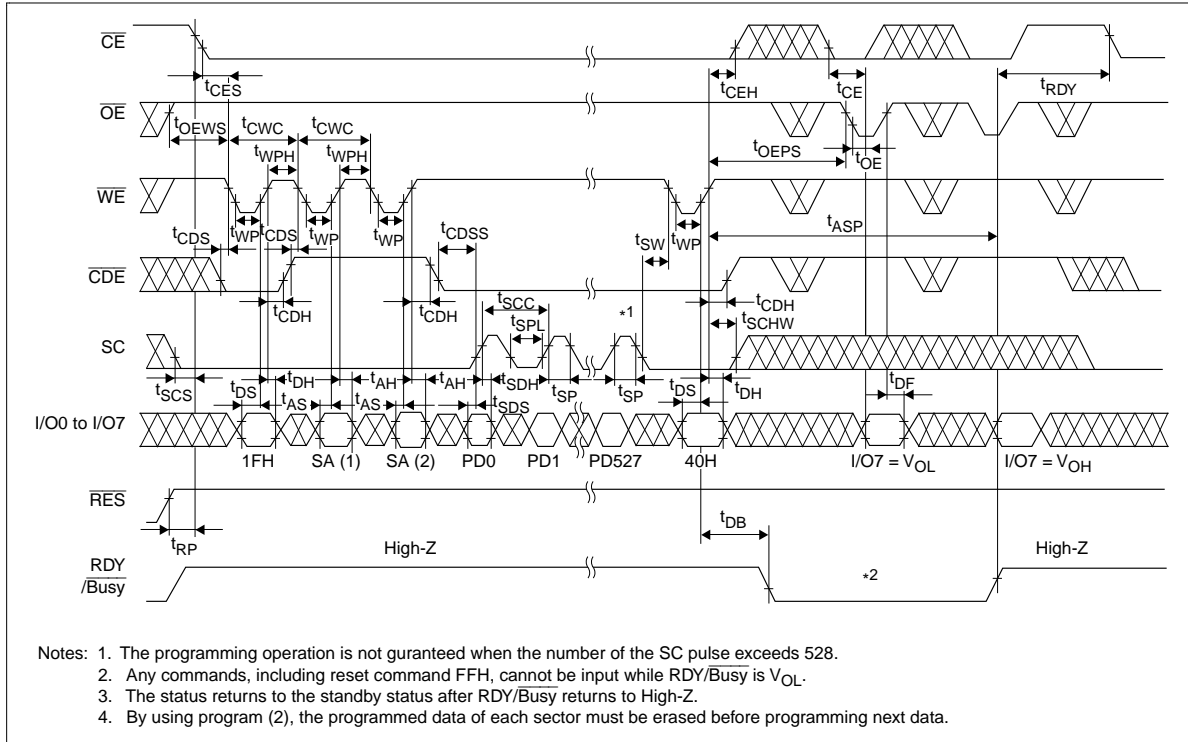 CE
tCES
tCEH
tCE
tRDY
OE
tOEWS
tCWC
tCWC
tWPH
tWPH
tOEPS
tOE
WE
tCDS
tWP
tCDS
tWP
tWP
tCDSS
tSW
tWP
tASP
CDE
tCDH
tCDH
tSCC
tSPL
*1
tCDH
tSCHW
SC
tSCS
tDS
tDH
tAS
tAH
tAS
tAH
tSDH
tSDS
tSP
tSP
tDS
tDH
tDF
I/O0 to I/O7
1FH SA (1) SA (2) PD0 PD1 PD527 40H I/O7 = VOL I/O7 = VOH
RES
tRP
tDB
High-Z
High-Z
RDY
/Busy
*2
Notes: 1. The programming operation is not guranteed when the number of the SC pulse exceeds 528.
2. Any commands, including reset command FFH, cannot be input while RDY/Busy is VOL.
3. The status returns to the standby status after RDY/Busy returns to High-Z.
4. By using program (2), the programmed data of each sector must be erased before programming next data.